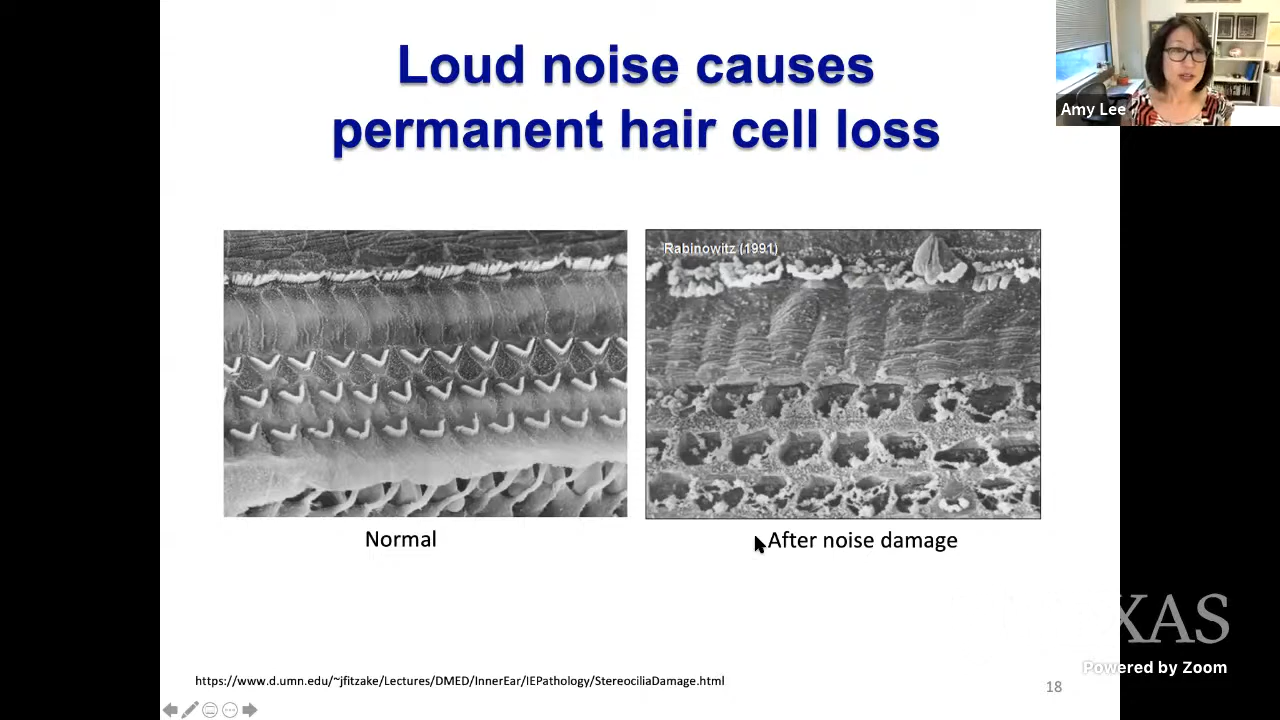 Loud noise causes
permanent hair cell loss
Amy Lee
Rabinowitz (1991)
Normal
After noise damage
XAS
Powered by Zoom
https://www.d.umn.edu/~jfitzake/Lectures/DMED/InnerEar/IEPathology/StereociliaDamage.html
18